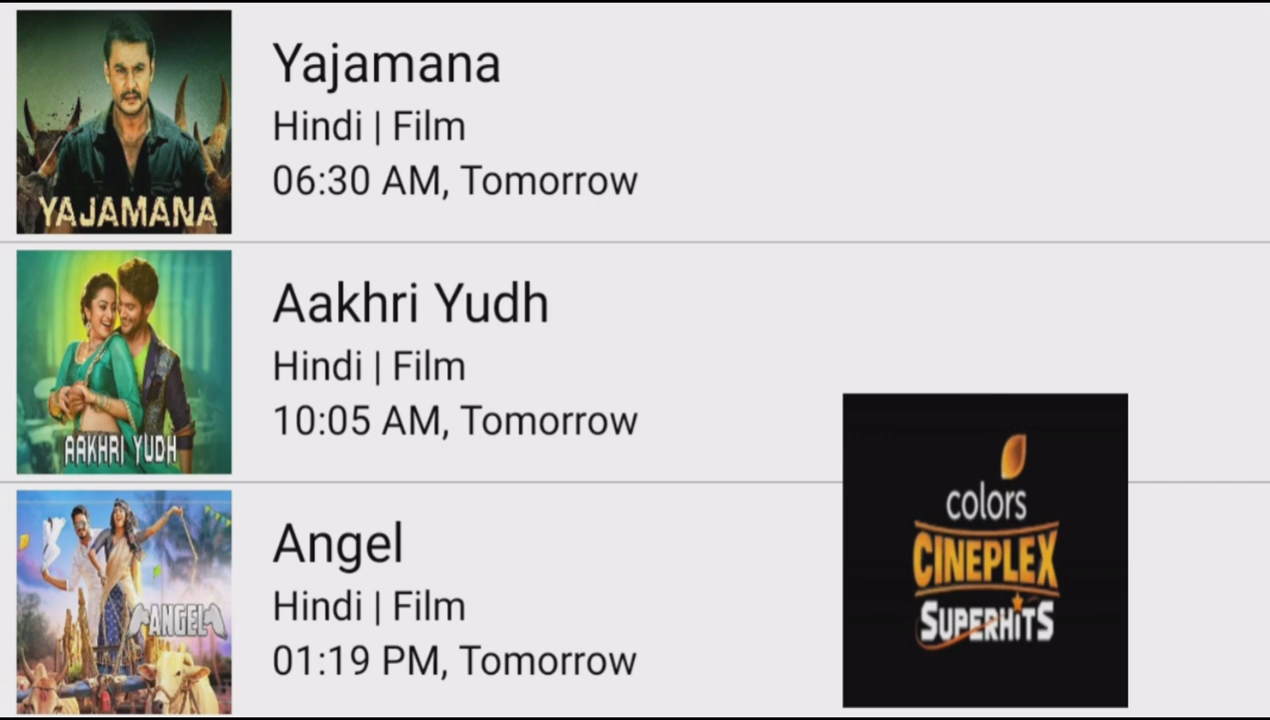 YAJAMANA
Yajamana
Hindi | Film
06:30 AM, Tomorrow
AAKHRI YUDH
Aakhri Yudh
Hindi | Film
10:05 AM, Tomorrow
ANGEL
Angel
Hindi | Film
01:19 PM, Tomorrow
colors
CINEPLEX
SUPERHiTS